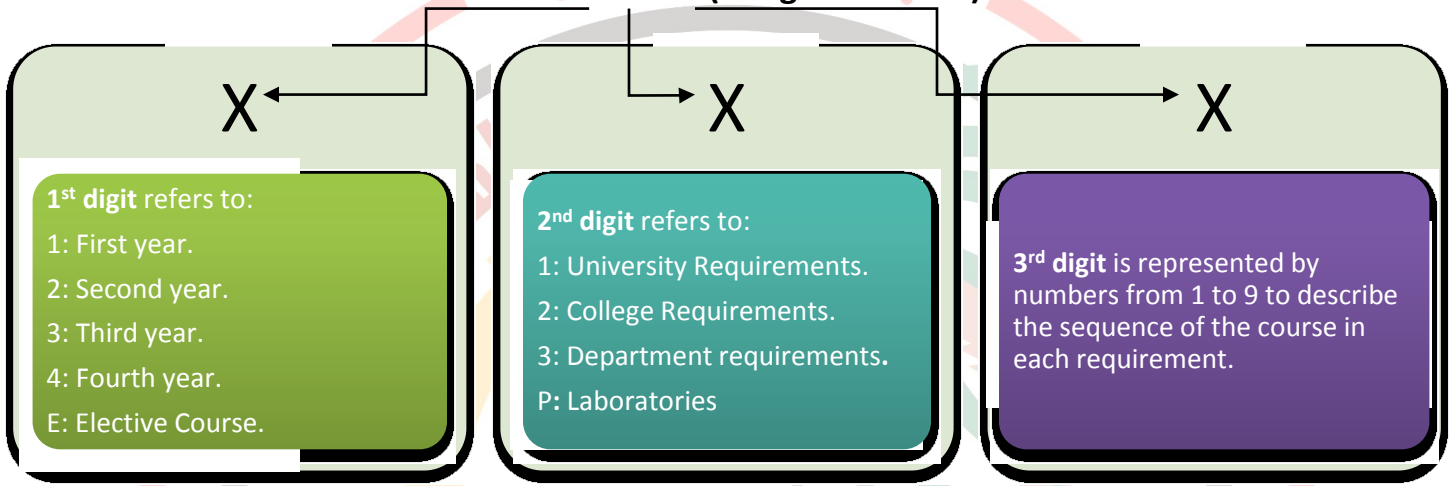 X
X
X
1st digit refers to:
1: First year.
2: Second year.
3: Third year.
4: Fourth year.
E: Elective Course.
2nd digit refers to:
1: University Requirements.
2: College Requirements.
3: Department requirements.
P: Laboratories
3rd digit is represented by
numbers from 1 to 9 to describe
the sequence of the course in
each requirement.